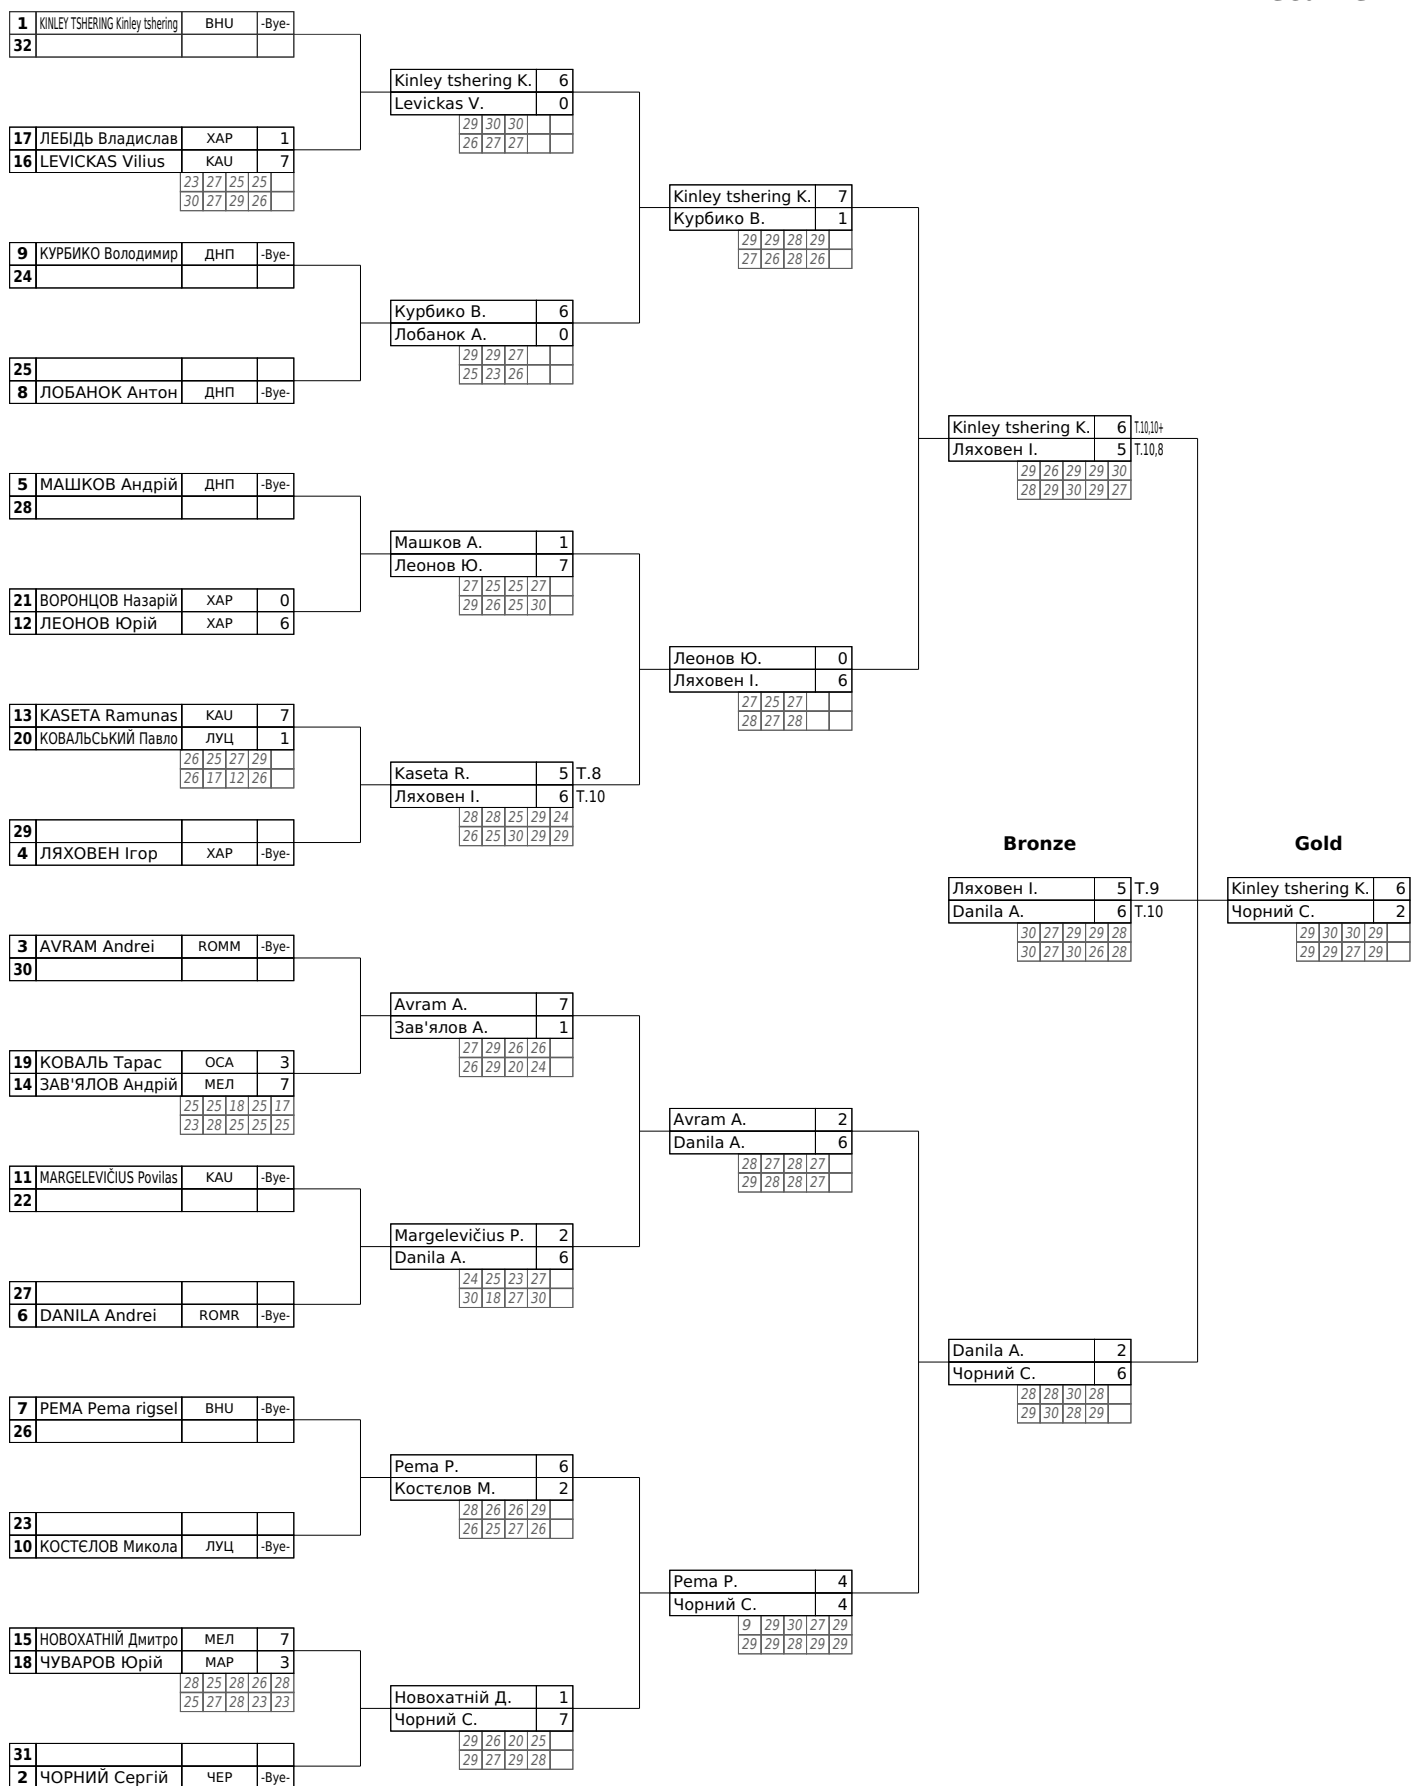 1 KINLEY TSHERING Kinley tshering BHU -Bye-
32
Kinley tshering K. 6
Levickas V. 0
29 30 30
26 27 27
17 ЛЕБІДЬ Владислав ХАР 1
16 LEVICKAS Vilius KAU 7
23 27 25 25
30 27 29 26
Kinley tshering K. 7
Курбико В. 1
29 29 28 29
27 26 28 26
9 КУРБИКО Володимир ДНП -Bye-
24
Курбико В. 6
Лобанок А. 0
29 29 27
25 23 26
25
8 ЛОБАНОК Антон ДНП -Bye-
Kinley tshering K. 6 T.10,10+
Ляховен І. 5 T.10,8
29 26 29 29 30
28 29 30 29 27
5 МАШКОВ Андрій ДНП -Bye-
28
Машков А. 1
Леонов Ю. 7
27 25 25 27
29 26 25 30
21 ВОРОНЦОВ Назарій ХАР 0
12 ЛЕОНОВ Юрій ХАР 6
Леонов Ю. 0
Ляховен І. 6
27 25 27
28 27 28
13 KASETA Ramunas KAU 7
20 КОВАЛЬСЬКИЙ Павло ЛУЦ 1
26 25 27 29
26 17 12 26
Kaseta R. 5 T.8
Ляховен І. 6 T.10
28 28 25 29 24
26 25 30 29 29
29
4 ЛЯХОВЕН Ігор ХАР -Bye-
Bronze Gold
Ляховен І. 5 T.9
Danila A. 6 T.10
30 27 29 29 28
30 27 30 26 28
Kinley tshering K. 6
Чорний С. 2
29 30 30 29
29 29 27 29
3 AVRAM Andrei ROMM -Bye-
30
Avram A. 7
Зав'ялов А. 1
27 29 26 26
26 29 20 24
19 КОВАЛЬ Тарас ОСА 3
14 ЗАВ'ЯЛОВ Андрій МЕЛ 7
25 25 18 25 17
23 28 25 25 25
Avram A. 2
Danila A. 6
28 27 28 27
29 28 28 27
11 MARGELEVIČIUS Povilas KAU -Bye-
22
Margelevičius P. 2
Danila A. 6
24 25 23 27
30 18 27 30
27
6 DANILA Andrei ROMR -Bye-
Danila A. 2
Чорний С. 6
28 28 30 28
29 30 28 29
7 PEMA Pema rigsel BHU -Bye-
26
Pema P. 6
Костєлов М. 2
28 26 26 29
26 25 27 26
23
10 КОСТЄЛОВ Микола ЛУЦ -Bye-
Pema P. 4
Чорний С. 4
9 29 30 27 29
29 29 28 29 29
15 НОВОХАТНІЙ Дмитро МЕЛ 7
18 ЧУВАРОВ Юрій МАР 3
28 25 28 26 28
25 27 28 23 23
Новохатній Д. 1
Чорний С. 7
29 26 20 25
29 27 29 28
31
2 ЧОРНИЙ Сергій ЧЕР -Bye-